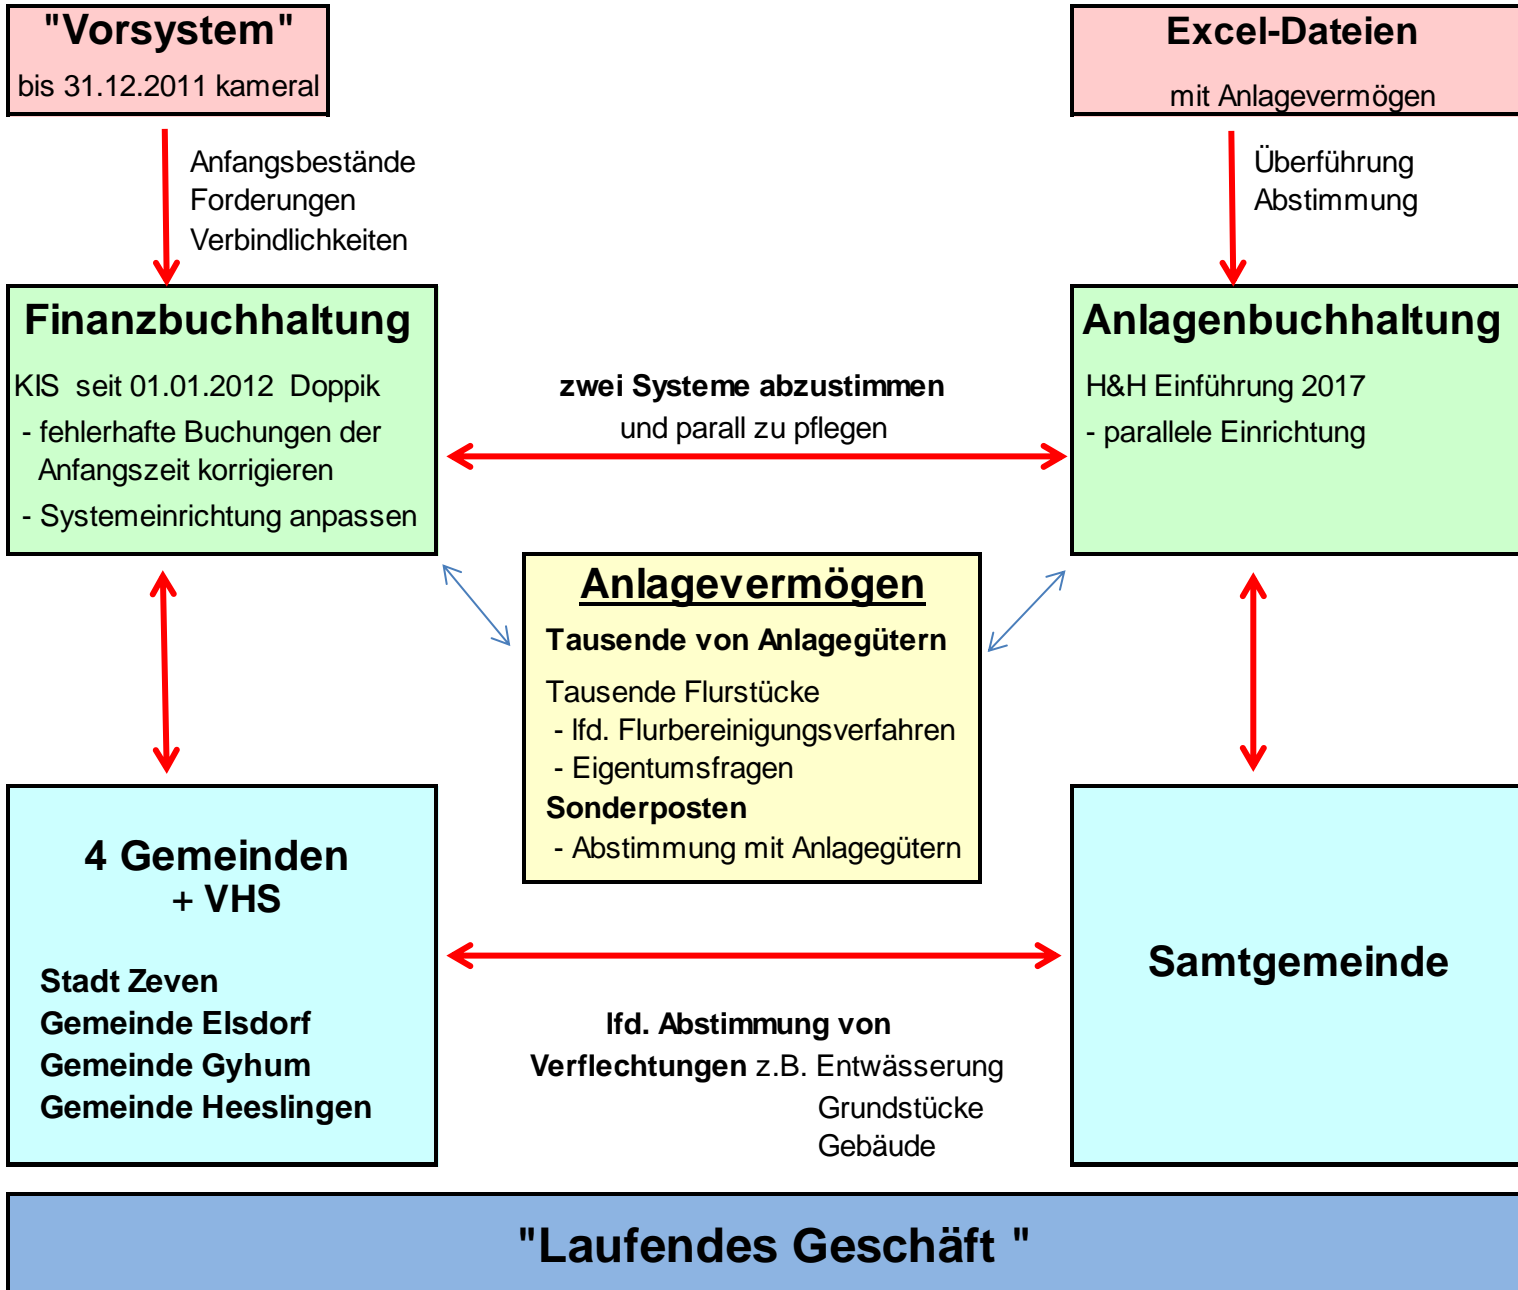 "Vorsystem"
bis 31.12.2011 kameral
Excel-Dateien
mit Anlagevermögen
Anfangsbestände
Forderungen
Verbindlichkeiten
Überführung
Abstimmung
Finanzbuchhaltung
KIS  seit 01.01.2012  Doppik
- fehlerhafte Buchungen der
Anfangszeit korrigieren
- Systemeinrichtung anpassen
zwei Systeme abzustimmen
und parall zu pflegen
Anlagenbuchhaltung
H&H Einführung 2017
- parallele Einrichtung
Anlagevermögen
Tausende von Anlagegütern
Tausende Flurstücke
- lfd. Flurbereinigungsverfahren
- Eigentumsfragen
Sonderposten
- Abstimmung mit Anlagegütern
4 Gemeinden
+ VHS
Stadt Zeven
Gemeinde Elsdorf
Gemeinde Gyhum
Gemeinde Heeslingen
lfd. Abstimmung von
Verflechtungen z.B. Entwässerung
Grundstücke
Gebäude
Samtgemeinde
"Laufendes Geschäft "